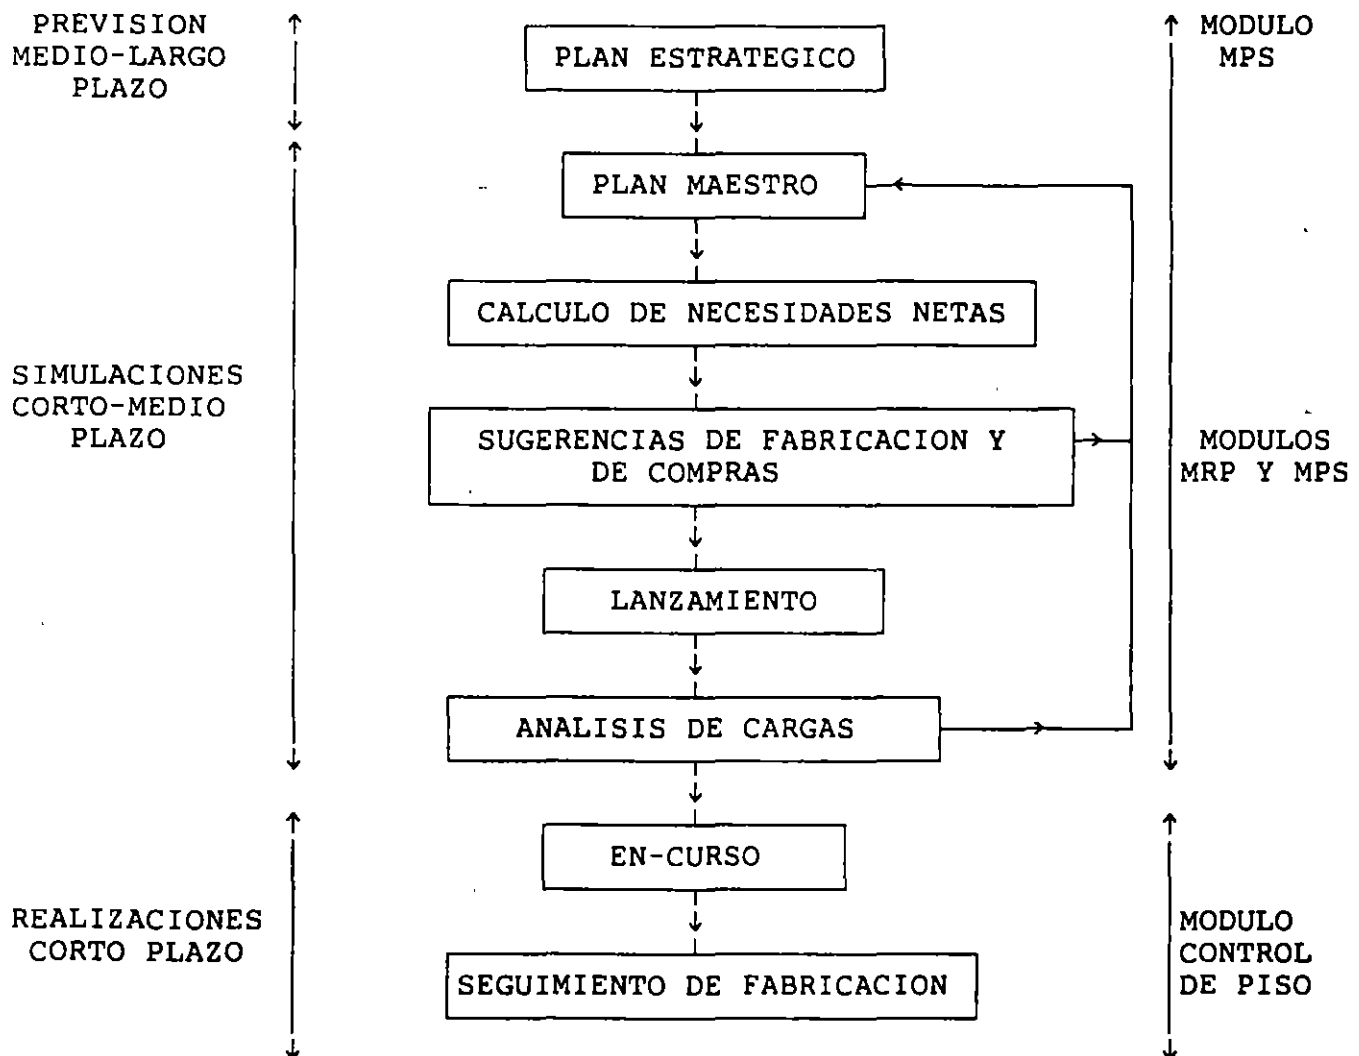 PREVISION
MEDIO-LARGO
PLAZO
PLAN ESTRATEGICO
MODULO
MPS
PLAN MAESTRO
CALCULO DE NECESIDADES NETAS
SIMULACIONES
CORTO-MEDIO
PLAZO
SUGERENCIAS DE FABRICACION Y
DE COMPRAS
MODULOS
MRP Y MPS
LANZAMIENTO
ANALISIS DE CARGAS
EN-CURSO
REALIZACIONES
CORTO PLAZO
MODULO
CONTROL
DE PISO
SEGUIMIENTO DE FABRICACION